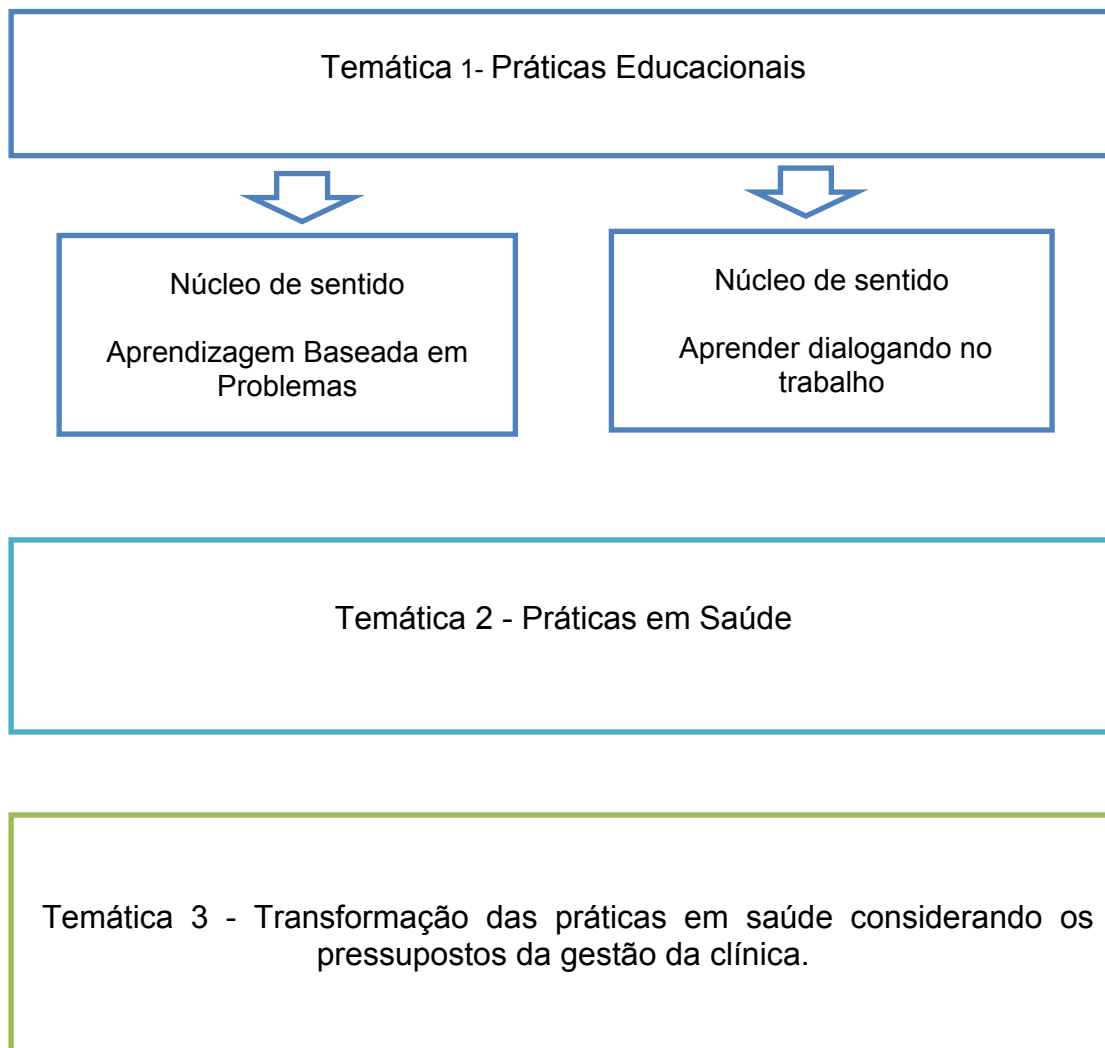 Temática 1- Práticas Educacionais
Núcleo de sentido
Aprendizagem Baseada em
Problemas
Núcleo de sentido
Aprender dialogando no
trabalho
Temática 2 - Práticas em Saúde
Temática 3 - Transformação das práticas em saúde considerando os
pressupostos da gestão da clínica.